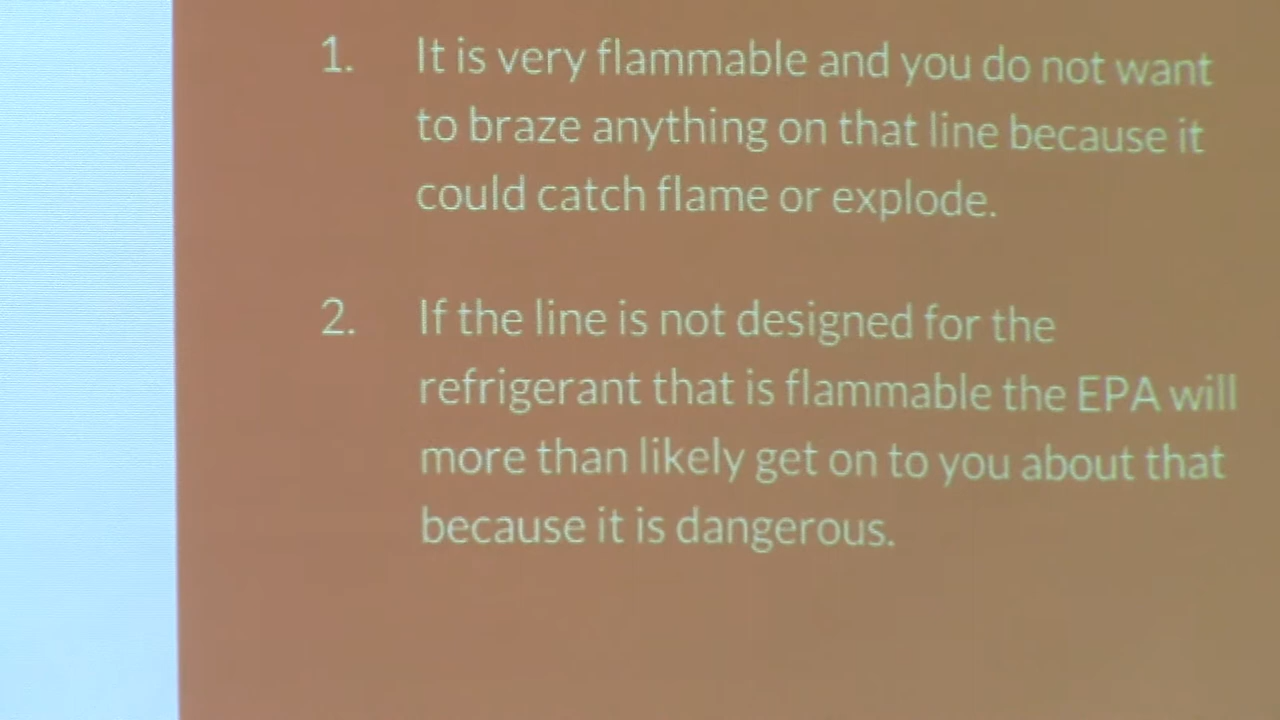 1. It is very flammable and you do not want
to braze anything on that line because it
could catch flame or explode.
2. If the line is not designed for the
refrigerant that is flammable the EPA will
more than likely get on to you about that
because it is dangerous.